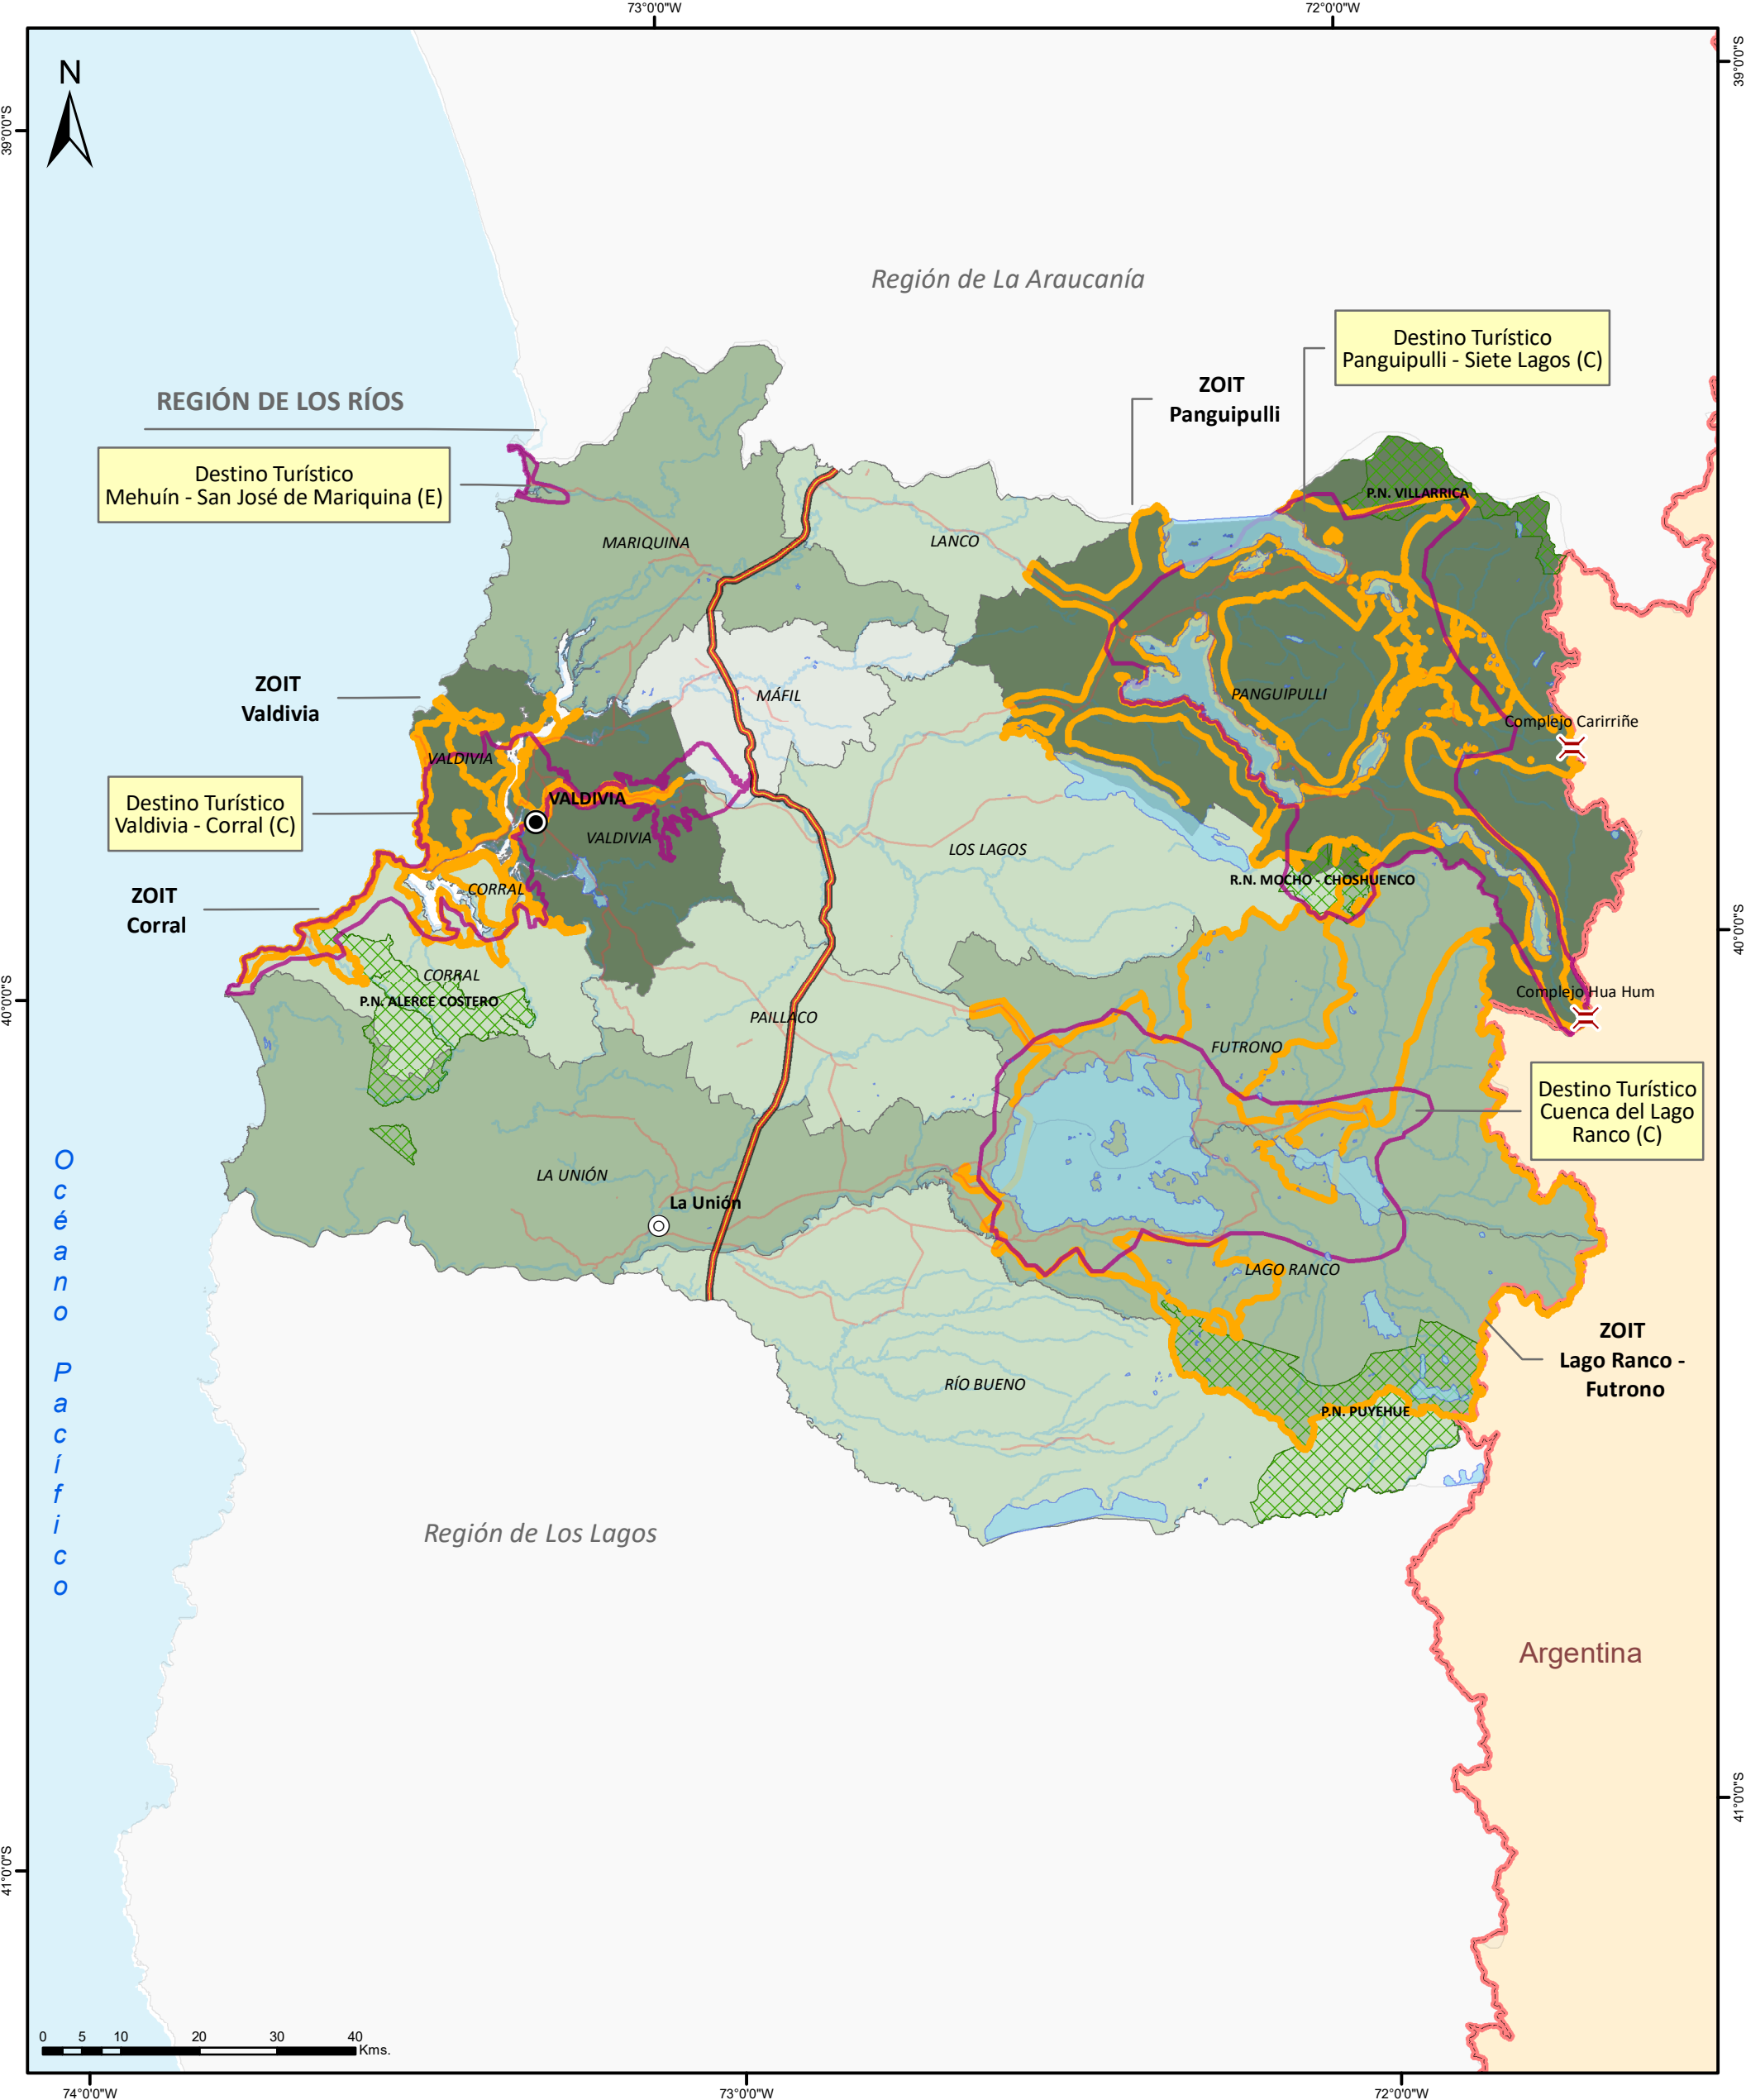 73°0'0"W
72°0'0"W
39°0'0"S
39°0'0"S
N
Región de La Araucanía
Destino Turístico
Panguipulli - Siete Lagos (C)
ZOIT
Panguipulli
REGIÓN DE LOS RÍOS
Destino Turístico
Mehuín - San José de Mariquina (E)
P.N. VILLARRICA
MARIQUINA
LANCO
ZOIT
Valdivia
MÁFIL
PANGUIPULLI
Complejo Carirriñe
VALDIVIA
VALDIVIA
Destino Turístico
Valdivia - Corral (C)
VALDIVIA
LOS LAGOS
R.N. MOCHO - CHOSHUENCO
CORRAL
ZOIT
Corral
40°0'0"S
CORRAL
P.N. ALERCE COSTERO
Complejo Hua Hum
40°0'0"S
PAILLACO
FUTRONO
Destino Turístico
Cuenca del Lago
Ranco (C)
Océano Pacífico
LA UNIÓN
La Unión
LAGO RANCO
ZOIT
Lago Ranco -
Futrono
RÍO BUENO
P.N. PUYEHUE
Región de Los Lagos
Argentina
41°0'0"S
41°0'0"S
0 5 10 20 30 40
Kms.
74°0'0"W
73°0'0"W
72°0'0"W